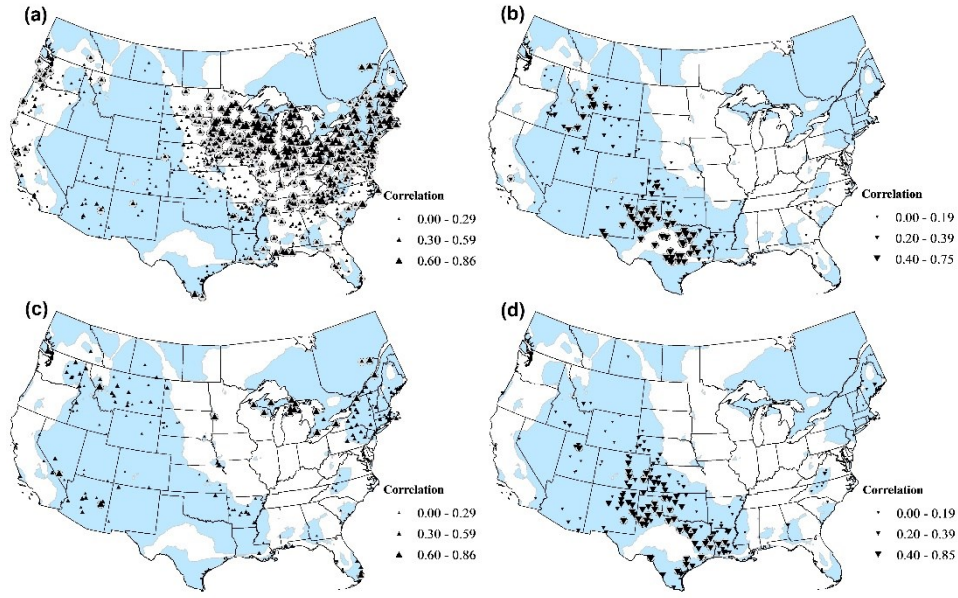 (a)
Correlation
0.00 - 0.29
0.30 - 0.59
0.60 - 0.86
(b)
Correlation
0.00 - 0.19
0.20 - 0.39
0.40 - 0.75
(c)
Correlation
0.00 - 0.29
0.30 - 0.59
0.60 - 0.86
(d)
Correlation
0.00 - 0.19
0.20 - 0.39
0.40 - 0.85